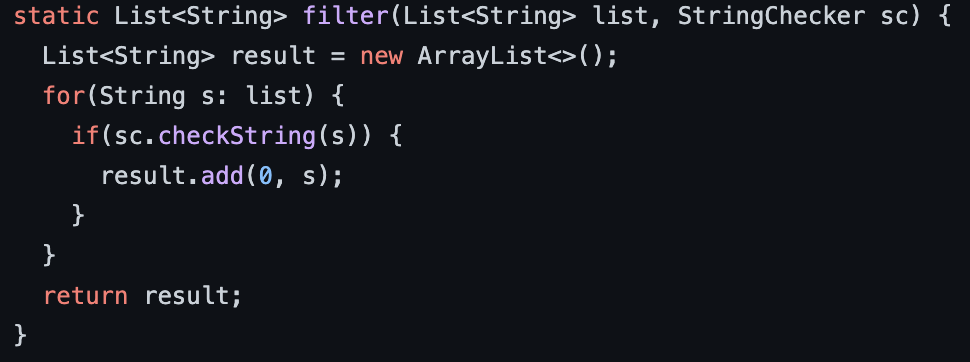 static List<String> filter(List<String> list, StringChecker sc) {
  List<String> result = new ArrayList<>();
  for(String s: list) {
    if(sc.checkString(s)) {
      result.add(0, s);
    }
  }
  return result;
}